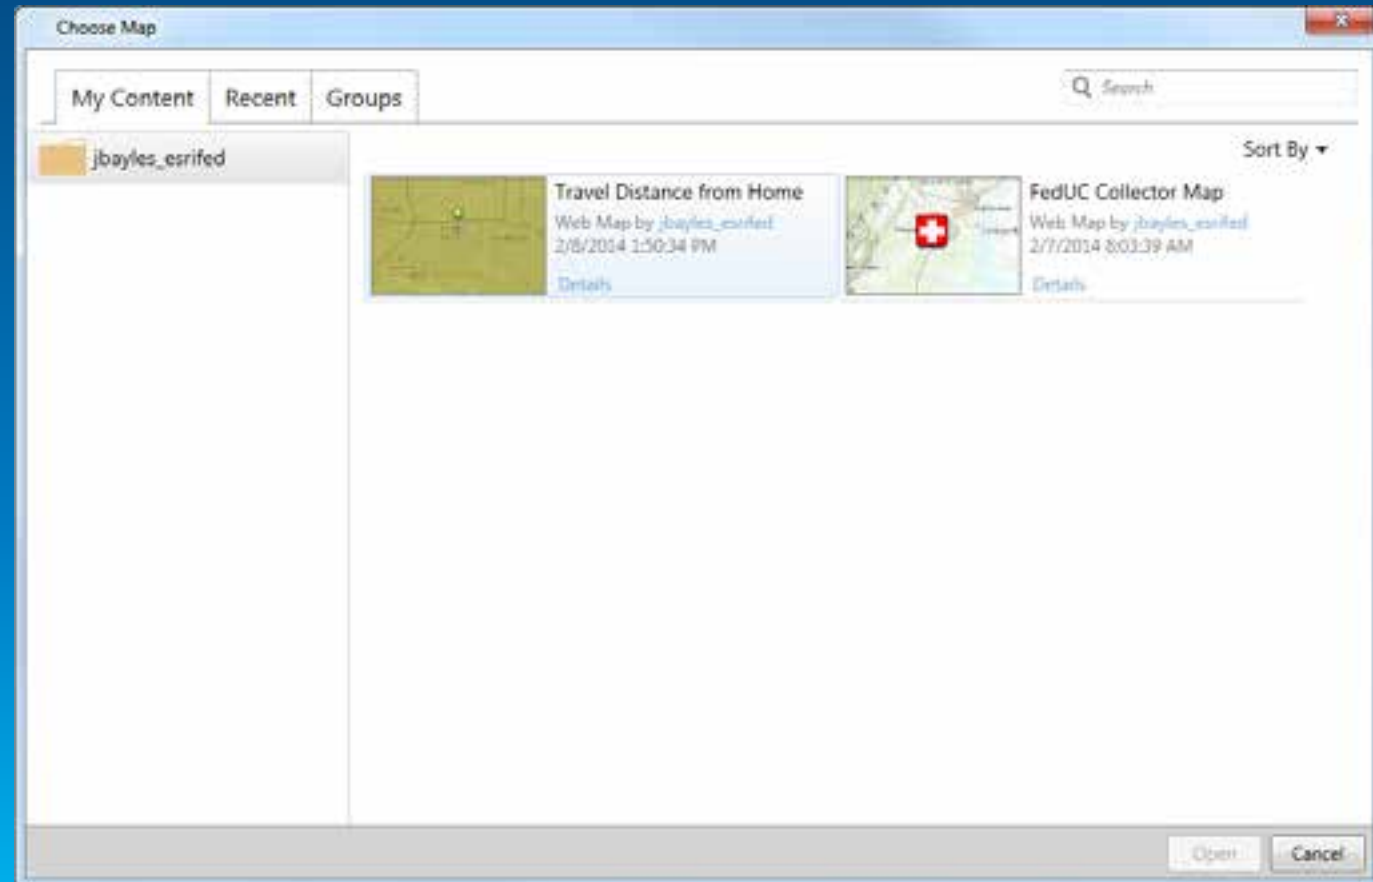 Choose Map
My Content
Recent
Groups
Search
jbayles_esrifed
Sort By
Travel Distance from Home
Web Map by jbayles_esrifed
2/8/2014 1:50:34 PM
Details
FedUC Collector Map
Web Map by jbayles_esrifed
2/7/2014 8:03:39 AM
Details
Open
Cancel